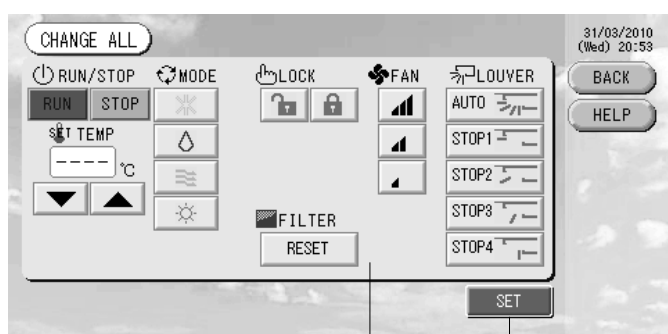 31/03/2010
(Wed) 20:53
CHANGE ALL
RUN/STOP
MODE
LOCK
FAN
LOUVER
BACK
RUN
STOP
AUTO
HELP
SET TEMP
STOP1
----°C
STOP2
STOP3
FILTER
RESET
STOP4
SET